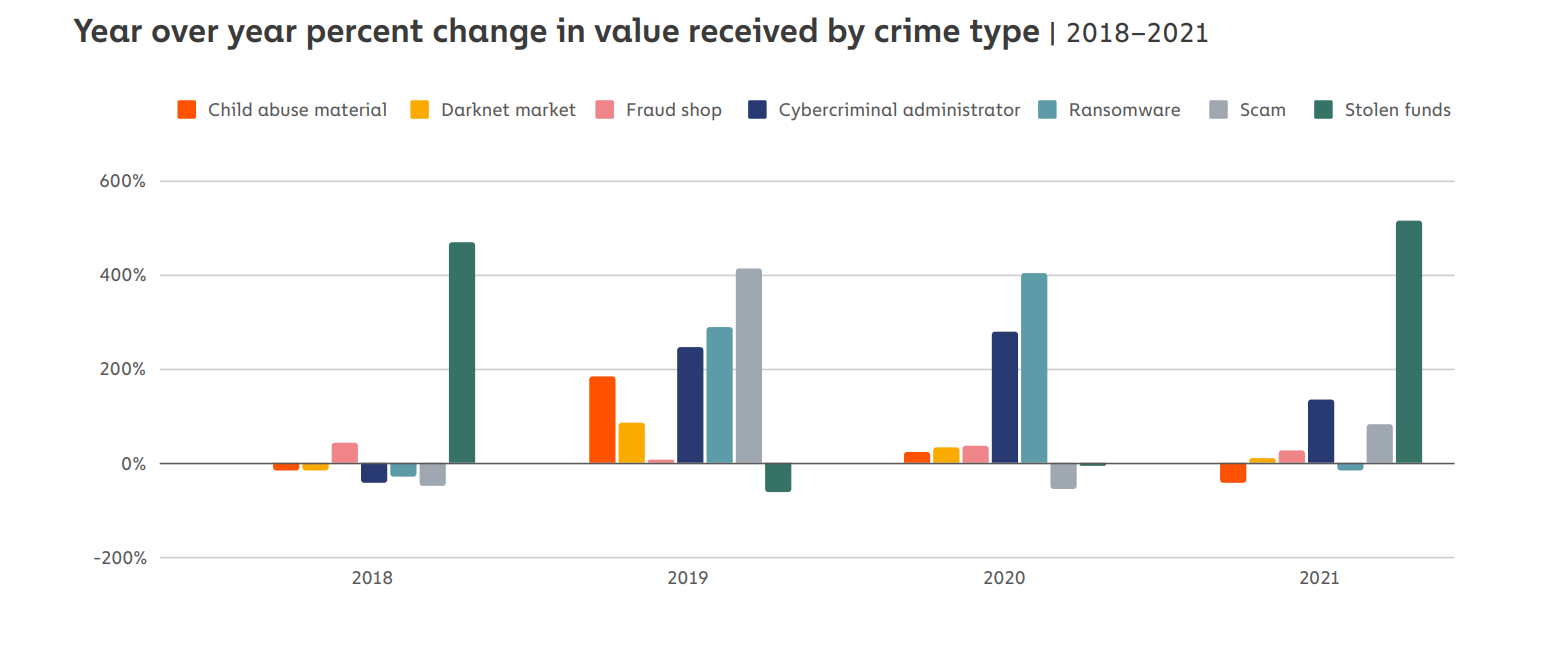 Year over year percent change in value received by crime type | 2018–2021
Child abuse material Darknet market Fraud shop Cybercriminal administrator Ransomware Scam Stolen funds
600%
400%
200%
0%
-200%
2018 2019 2020 2021